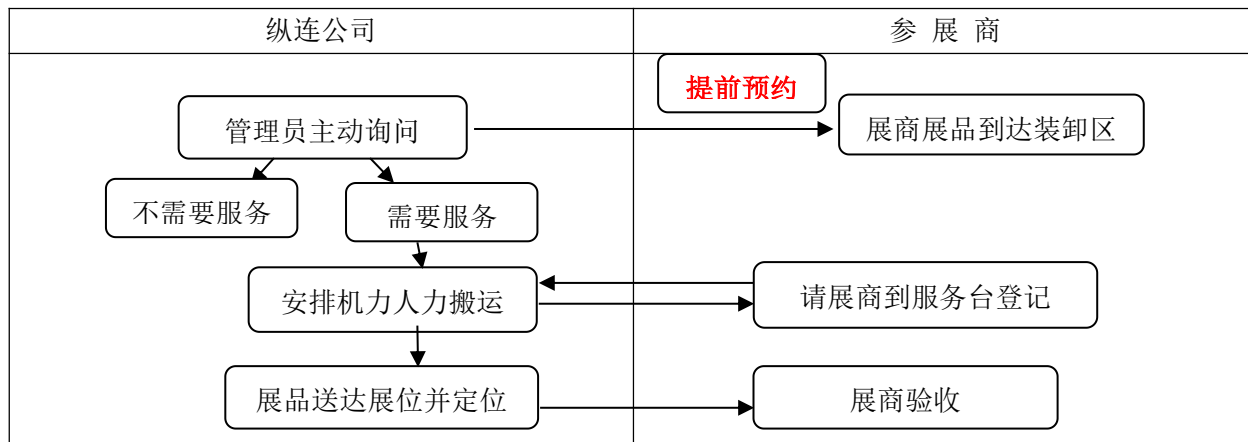 纵连公司
参 展 商
提前预约
管理员主动询问
展商展品到达装卸区
不需要服务
需要服务
安排机力人力搬运
请展商到服务台登记
展品送达展位并定位
展商验收